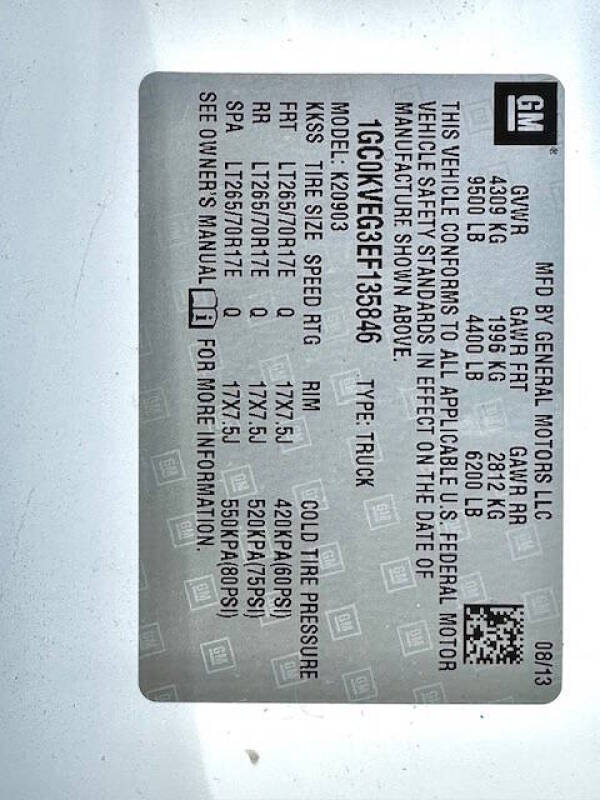 GM
MFD BY GENERAL MOTORS LLC 08/13
GVWR GAWR FRT GAWR RR
4309 KG 1996 KG 2812 KG
9500 LB 4400 LB 6200 LB
THIS VEHICLE CONFORMS TO ALL APPLICABLE U.S. FEDERAL MOTOR
VEHICLE SAFETY STANDARDS IN EFFECT ON THE DATE OF
MANUFACTURE SHOWN ABOVE.
1GC0KVEG3EF135846 TYPE: TRUCK
MODEL: K20903
KKSS TIRE SIZE SPEED RTG RIM COLD TIRE PRESSURE
FRT LT265/70R17E Q 17X7.5J 420KPA(60PSI)
RR LT265/70R17E Q 17X7.5J 520KPA(75PSI)
SPA LT265/70R17E Q 17X7.5J 550KPA(80PSI)
SEE OWNER'S MANUAL i FOR MORE INFORMATION.